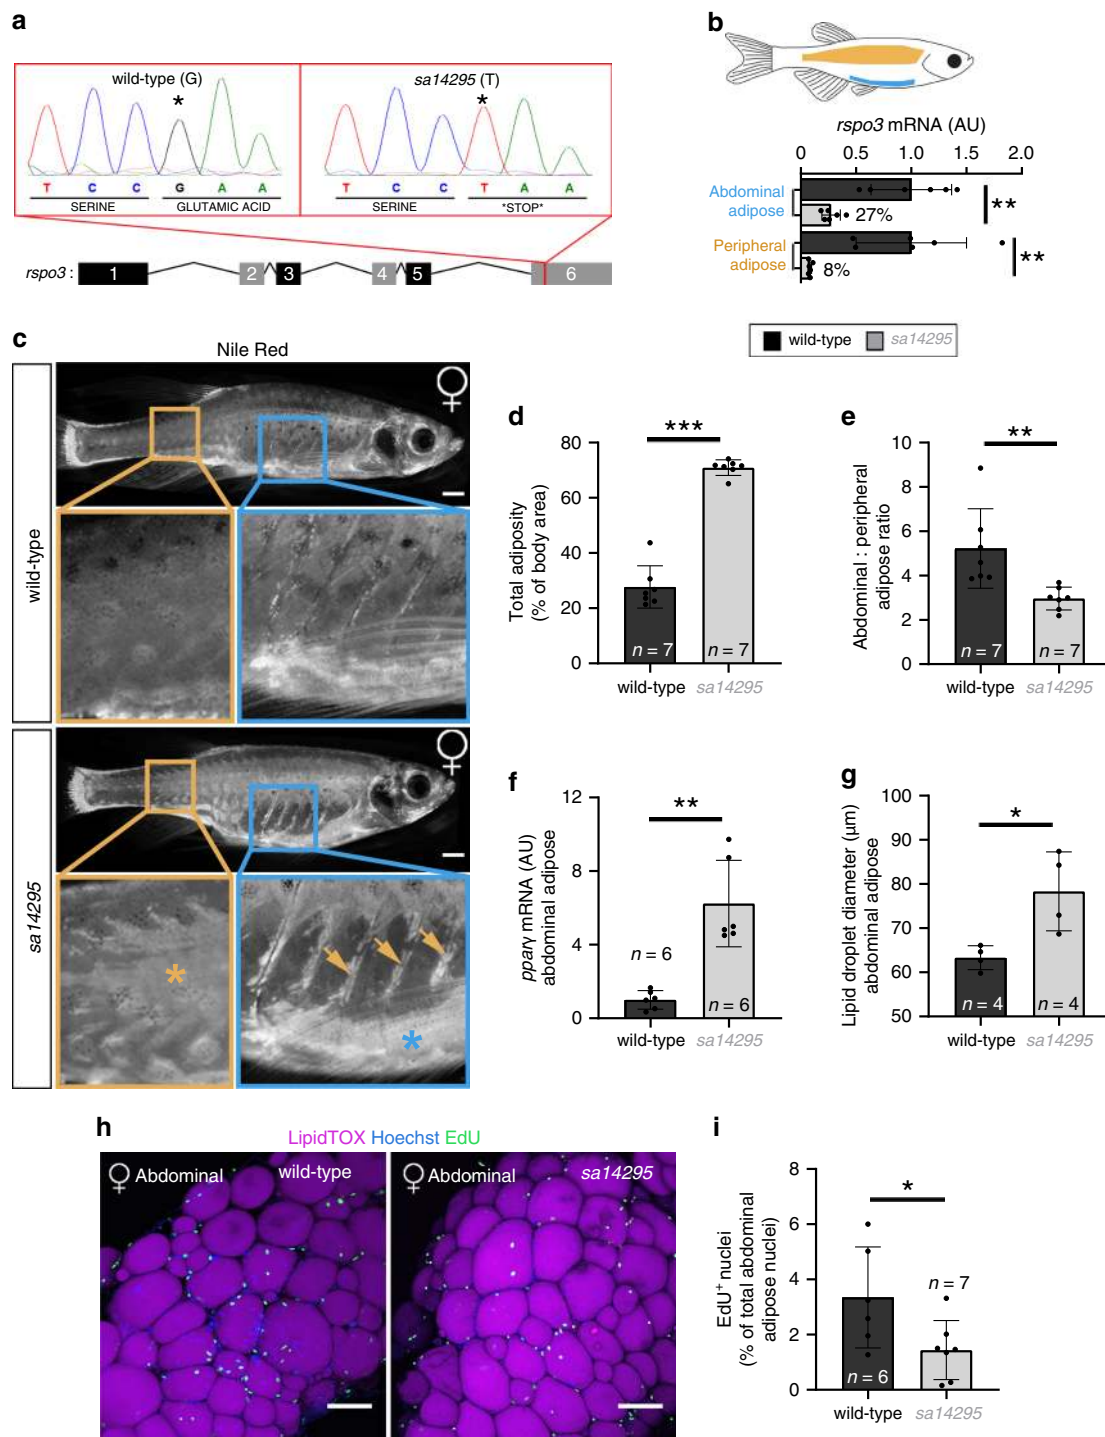 a
wild-type (G)
*
T C C G A A
SERINE GLUTAMIC ACID
sa14295 (T)
*
T C C T A A
SERINE *STOP*
rspo3 : 1 2 3 4 5 6
b
rspo3 mRNA (AU)
0 0.5 1.0 1.5 2.0
Abdominal
adipose
27%
**
Peripheral
adipose
8%
**
wild-type sa14295
c
Nile Red
wild-type
♀
sa14295
♀
*
*
d
***
Total adiposity
(% of body area)
80
60
40
20
0
n = 7 n = 7
wild-type sa14295
e
**
Abdominal : peripheral
adipose ratio
10
8
6
4
2
0
n = 7 n = 7
wild-type sa14295
f
**
pparγ mRNA (AU)
abdominal adipose
12
8
4
0
n = 6
n = 6
wild-type sa14295
g
*
Lipid droplet diameter (µm)
abdominal adipose
100
90
80
70
60
50
n = 4 n = 4
wild-type sa14295
h
LipidTOX Hoechst EdU
♀ Abdominal wild-type
♀ Abdominal sa14295
i
*
EdU+ nuclei
(% of total abdominal
adipose nuclei)
8
6
4
2
0
n = 7
n = 6
wild-type sa14295